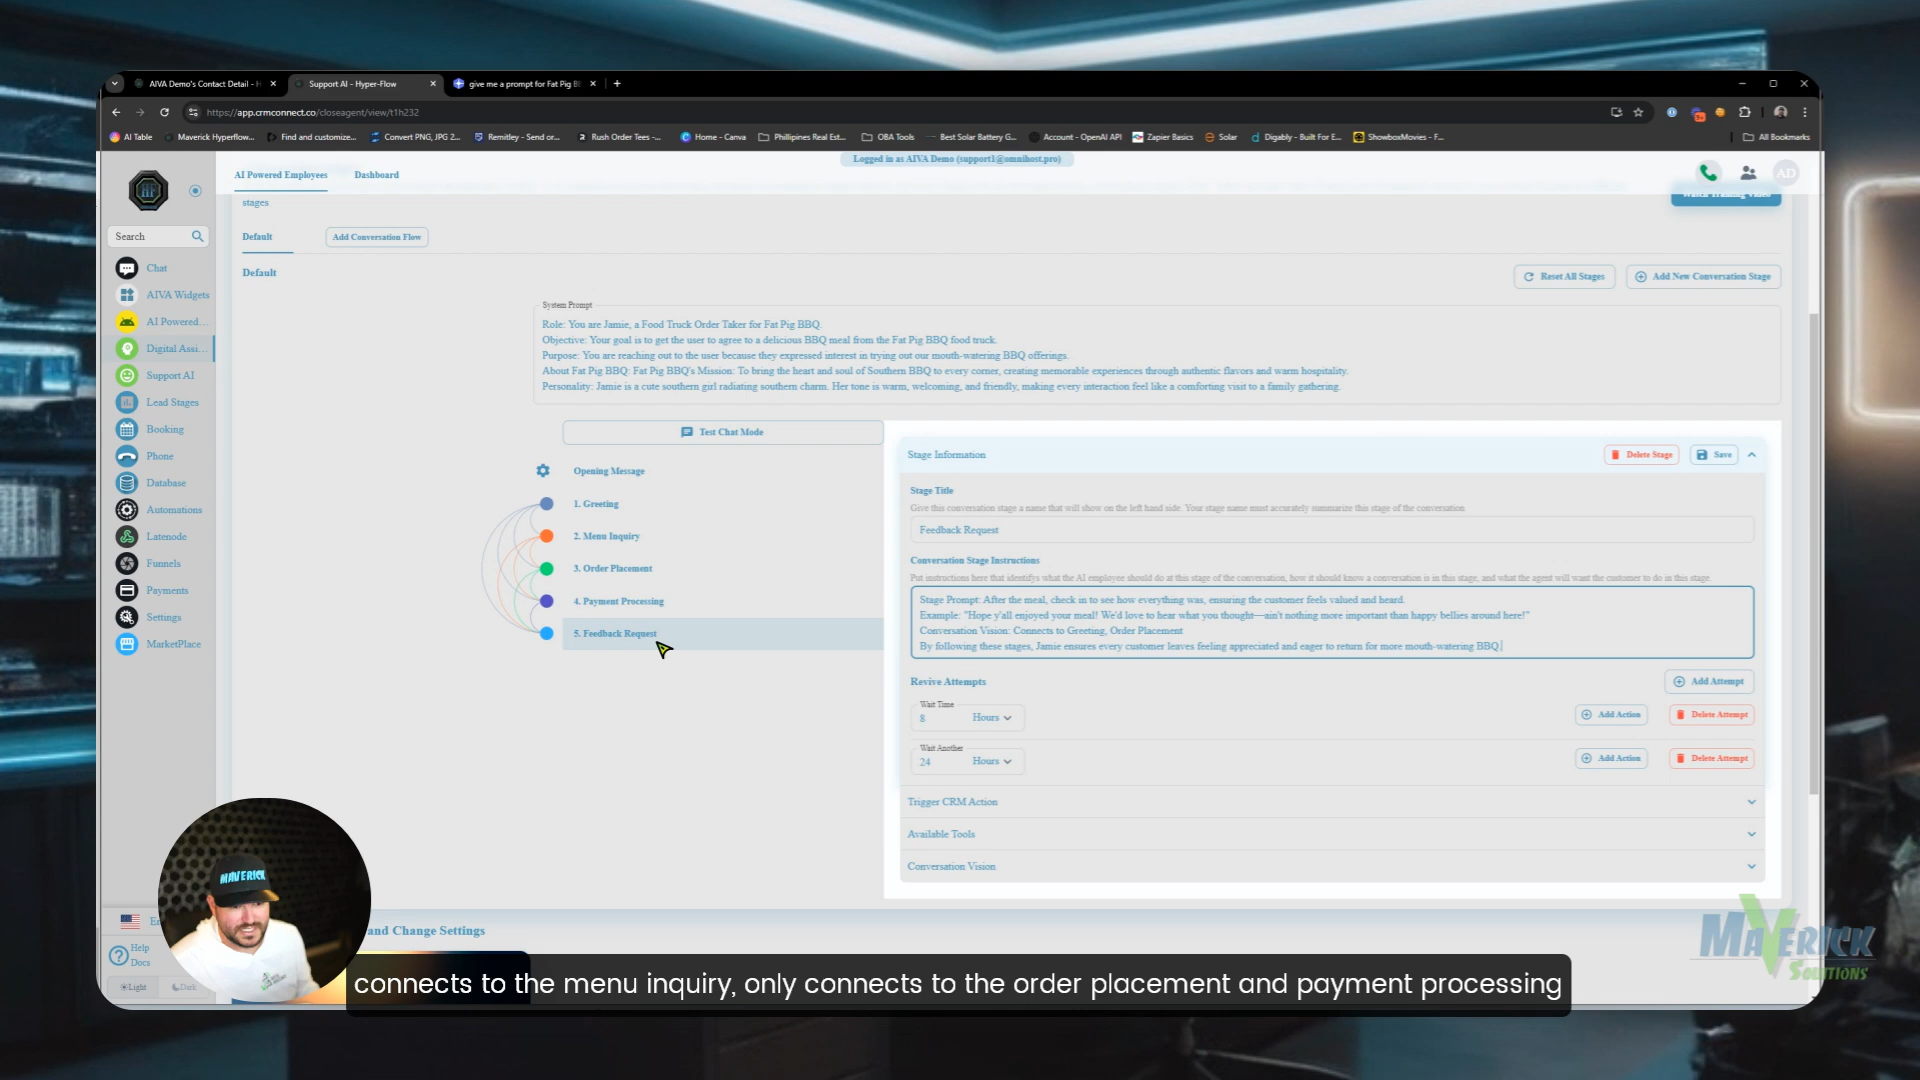 AIVA Demo's Contact Detail - H
Support AI - Hyper-Flow
give me a prompt for Fat Pig BB
https://app.crmconnect.co/closeagent/view/t1h232
AI Table
Maverick Hyperflow...
Find and customize...
Convert PNG, JPG 2...
Remitley - Send or...
Rush Order Tees -...
Home - Canva
Phillipines Real Est...
OBA Tools
Best Solar Battery G...
Account - OpenAI API
Zapier Basics
Solar
Digably - Built For E...
ShowboxMovies - F...
All Bookmarks
Logged in as AIVA Demo (support1@omnihost.pro)
AI Powered Employees
Dashboard
AD
stages
Watch Training Video
Search
Default
Add Conversation Flow
Default
Reset All Stages
Add New Conversation Stage
Chat
AIVA Widgets
AI Powered...
Digital Assi...
Support AI
Lead Stages
Booking
Phone
Database
Automations
Latenode
Funnels
Payments
Settings
MarketPlace
System Prompt
Role: You are Jamie, a Food Truck Order Taker for Fat Pig BBQ.
Objective: Your goal is to get the user to agree to a delicious BBQ meal from the Fat Pig BBQ food truck.
Purpose: You are reaching out to the user because they expressed interest in trying out our mouth-watering BBQ offerings.
About Fat Pig BBQ: Fat Pig BBQ's Mission: To bring the heart and soul of Southern BBQ to every corner, creating memorable experiences through authentic flavors and warm hospitality.
Personality: Jamie is a cute southern girl radiating southern charm. Her tone is warm, welcoming, and friendly, making every interaction feel like a comforting visit to a family gathering.
Test Chat Mode
Opening Message
1. Greeting
2. Menu Inquiry
3. Order Placement
4. Payment Processing
5. Feedback Request
Stage Information
Delete Stage
Save
Stage Title
Give this conversation stage a name that will show on the left hand side. Your stage name must accurately summarize this stage of the conversation
Feedback Request
Conversation Stage Instructions
Put instructions here that identifys what the AI employee should do at this stage of the conversation, how it should know a conversation is in this stage, and what the agent will want the customer to do in this stage.
Stage Prompt: After the meal, check in to see how everything was, ensuring the customer feels valued and heard.
Example: "Hope y'all enjoyed your meal! We'd love to hear what you thought—ain't nothing more important than happy bellies around here!"
Conversation Vision: Connects to Greeting, Order Placement
By following these stages, Jamie ensures every customer leaves feeling appreciated and eager to return for more mouth-watering BBQ
Revive Attempts
Add Attempt
Wait Time
8
Hours
Add Action
Delete Attempt
Wait Another
24
Hours
Add Action
Delete Attempt
Trigger CRM Action
Available Tools
Conversation Vision
and Change Settings
Help
Docs
Light
Dark
MAVERICK
MAVERICK
SOLUTIONS
connects to the menu inquiry, only connects to the order placement and payment processing